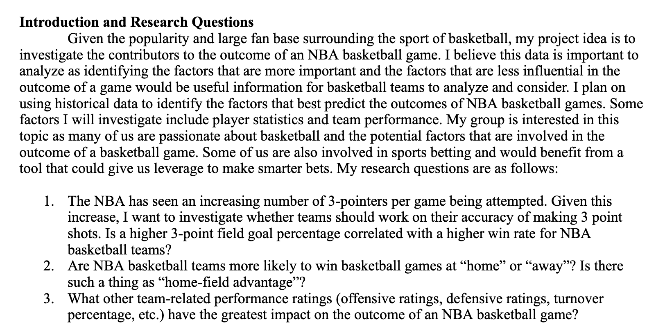 Introduction and Research Questions
Given the popularity and large fan base surrounding the sport of basketball, my project idea is to
investigate the contributors to the outcome of an NBA basketball game. I believe this data is important to
analyze as identifying the factors that are more important and the factors that are less influential in the
outcome of a game would be useful information for basketball teams to analyze and consider. I plan on
using historical data to identify the factors that best predict the outcomes of NBA basketball games. Some
factors I will investigate include player statistics and team performance. My group is interested in this
topic as many of us are passionate about basketball and the potential factors that are involved in the
outcome of a basketball game. Some of us are also involved in sports betting and would benefit from a
tool that could give us leverage to make smarter bets. My research questions are as follows:
1. The NBA has seen an increasing number of 3-pointers per game being attempted. Given this
increase, I want to investigate whether teams should work on their accuracy of making 3 point
shots. Is a higher 3-point field goal percentage correlated with a higher win rate for NBA
basketball teams?
2. Are NBA basketball teams more likely to win basketball games at “home” or “away”? Is there
such a thing as “home-field advantage”?
3. What other team-related performance ratings (offensive ratings, defensive ratings, turnover
percentage, etc.) have the greatest impact on the outcome of an NBA basketball game?